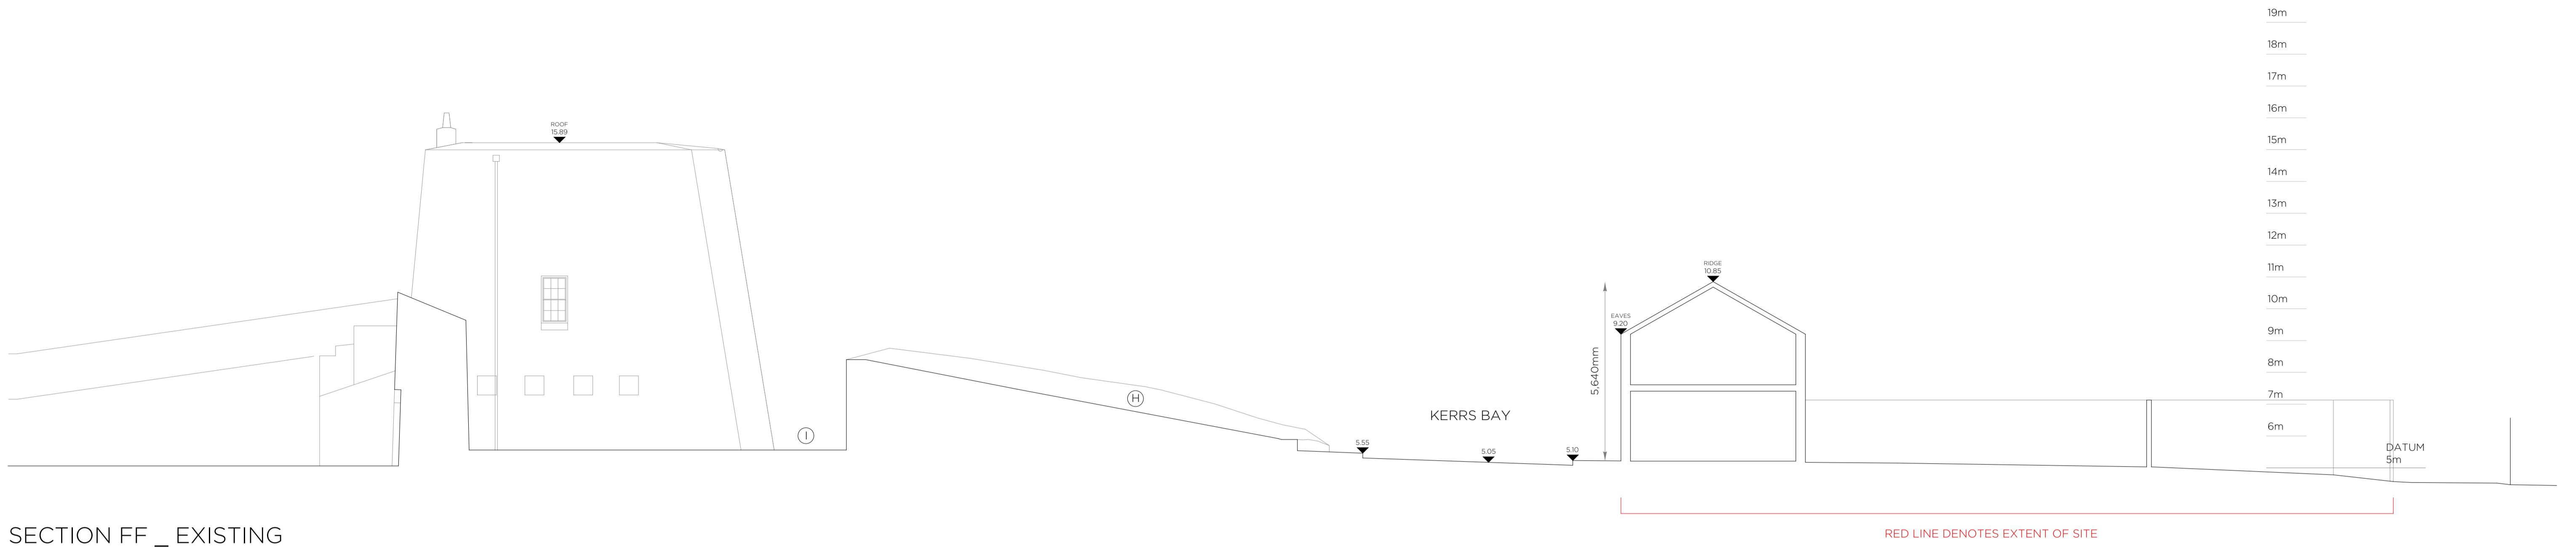 19m
18m
17m
16m
15m
14m
13m
12m
11m
10m
9m
8m
7m
6m
DATUM
5m
ROOF
15.89
I
H
5.55
KERRS BAY
5.05
5.10
5,640mm
EAVES
9.20
RIDGE
10.85
SECTION FF _ EXISTING
RED LINE DENOTES EXTENT OF SITE